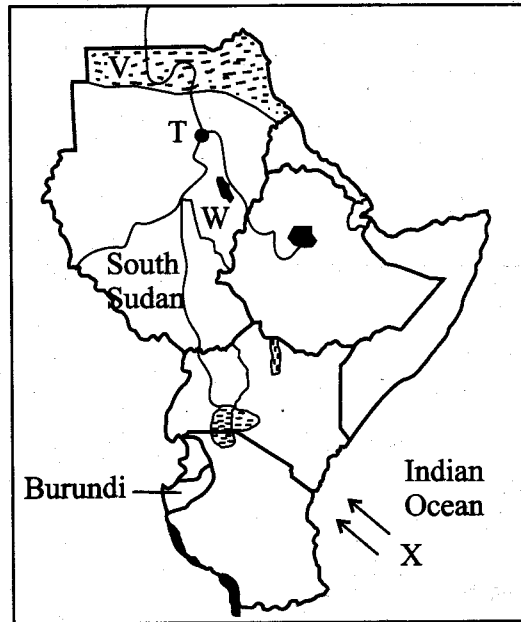 V
T
W
South
Sudan
Burundi
Indian
Ocean
X